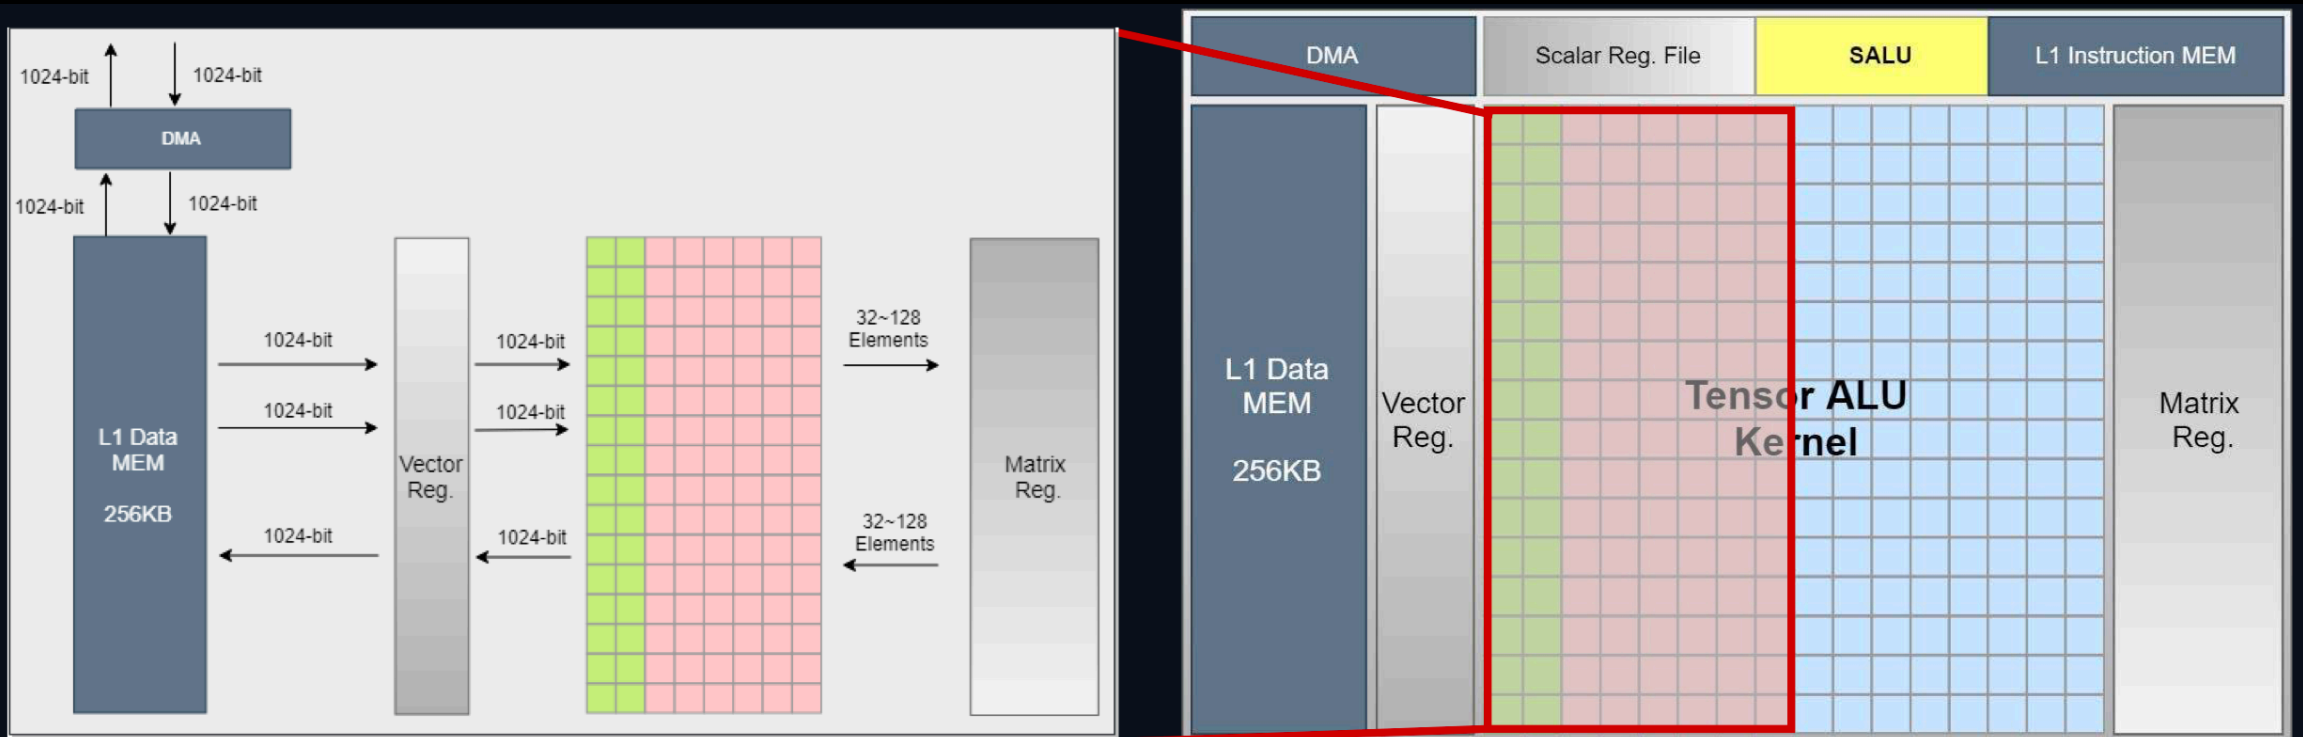 1024-bit
1024-bit
DMA
1024-bit
1024-bit
L1 Data
MEM
256KB
1024-bit
1024-bit
1024-bit
Vector
Reg.
1024-bit
1024-bit
1024-bit
32~128
Elements
32~128
Elements
Matrix
Reg.
DMA
Scalar Reg. File
SALU
L1 Instruction MEM
L1 Data
MEM
256KB
Vector
Reg.
Tensor ALU
Kernel
Matrix
Reg.